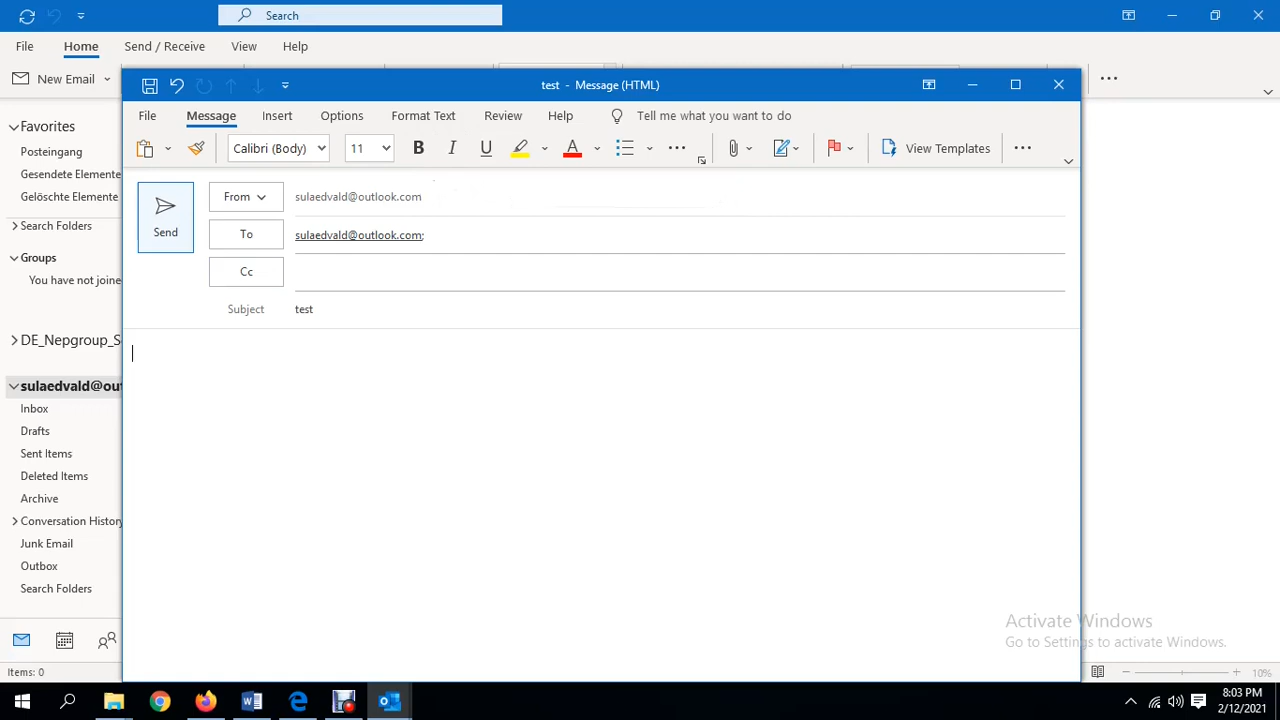 Search
File Home Send / Receive View Help
New Email
test - Message (HTML)
File Message Insert Options Format Text Review Help Tell me what you want to do
Calibri (Body) 11 B I U A View Templates
Send
From sulaedvald@outlook.com
To sulaedvald@outlook.com;
Cc
Subject test
Favorites
Posteingang
Gesendete Elemente
Gelöschte Elemente
Search Folders
Groups
You have not joine
DE_Nepgroup_S
sulaedvald@out
Inbox
Drafts
Sent Items
Deleted Items
Archive
Conversation History
Junk Email
Outbox
Search Folders
Activate Windows
Go to Settings to activate Windows.
Items: 0
10%
8:03 PM
2/12/2021